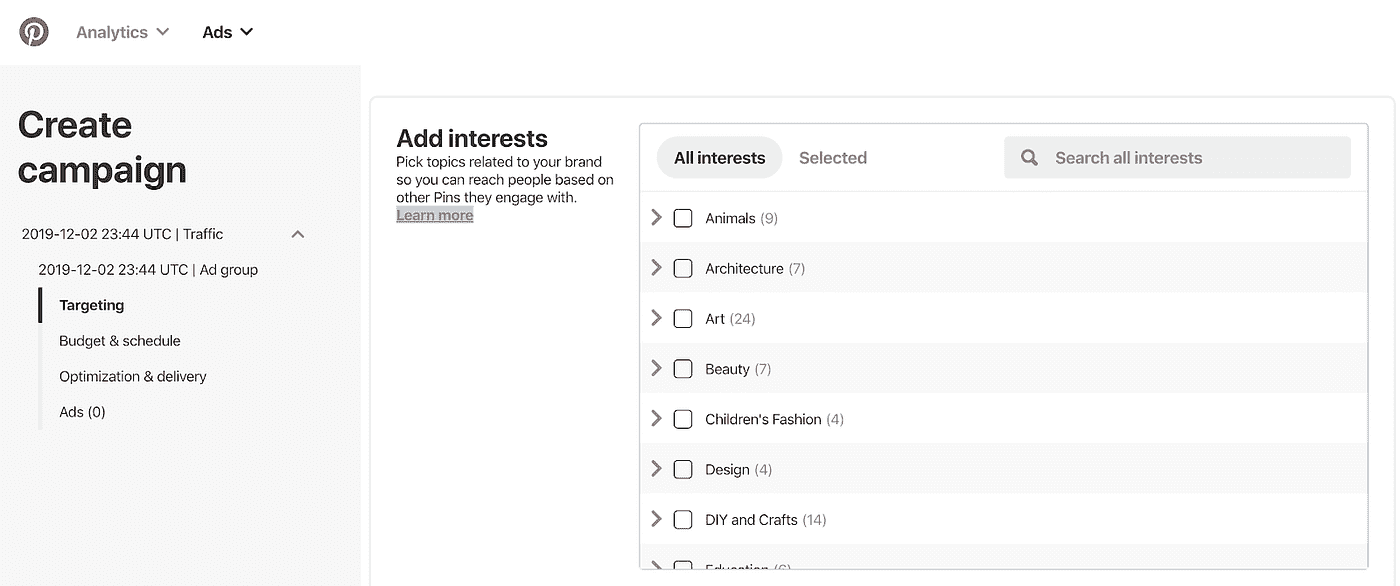 Analytics
Ads
Create
campaign
2019-12-02 23:44 UTC | Traffic
2019-12-02 23:44 UTC | Ad group
Targeting
Budget & schedule
Optimization & delivery
Ads (0)
Add interests
Pick topics related to your brand
so you can reach people based on
other Pins they engage with.
Learn more
All interests
Selected
Search all interests
Animals (9)
Architecture (7)
Art (24)
Beauty (7)
Children's Fashion (4)
Design (4)
DIY and Crafts (14)
Education (6)